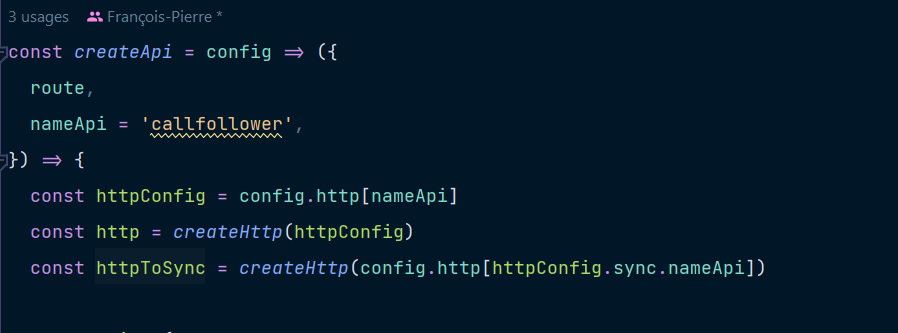 3 usages François-Pierre *
const createApi = config => ({
route,
nameApi = 'callfollower',
}) => {
const httpConfig = config.http[nameApi]
const http = createHttp(httpConfig)
const httpToSync = createHttp(config.http[httpConfig.sync.nameApi])